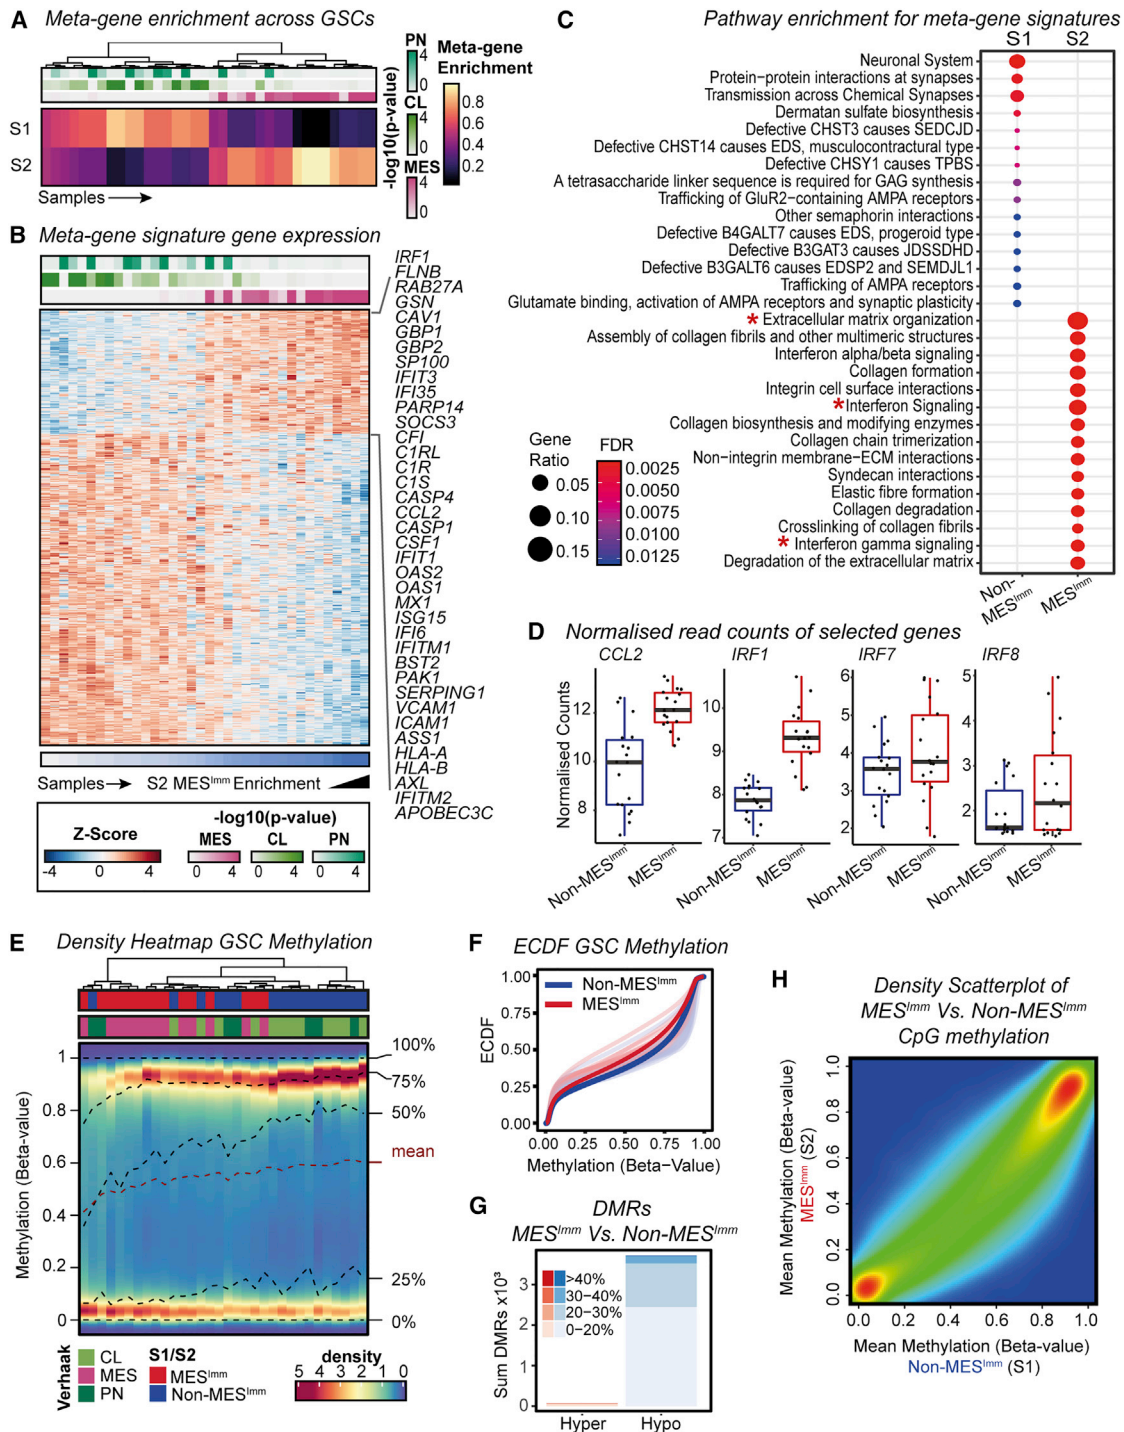 A Meta-gene enrichment across GSCs
PN
4
0
CL
4
0
MES
4
0
-log10(p-value)
Meta-gene
Enrichment
0.8
0.6
0.4
0.2
S1
S2
Samples
B Meta-gene signature gene expression
IRF1
FLNB
RAB27A
GSN
CAV1
GBP1
GBP2
SP100
IFIT3
IFI35
PARP14
SOCS3
CFI
C1RL
C1R
C1S
CASP4
CCL2
CASP1
CSF1
IFIT1
OAS2
OAS1
MX1
ISG15
IFI6
IFITM1
BST2
PAK1
SERPING1
VCAM1
ICAM1
ASS1
HLA-A
HLA-B
AXL
IFITM2
APOBEC3C
Samples S2 MESImm Enrichment
Z-Score
-4 0 4
-log10(p-value)
MES CL PN
0 4 0 4 0 4
C Pathway enrichment for meta-gene signatures
S1 S2
Neuronal System
Protein−protein interactions at synapses
Transmission across Chemical Synapses
Dermatan sulfate biosynthesis
Defective CHST3 causes SEDCJD
Defective CHST14 causes EDS, musculocontractural type
Defective CHSY1 causes TPBS
A tetrasaccharide linker sequence is required for GAG synthesis
Trafficking of GluR2−containing AMPA receptors
Other semaphorin interactions
Defective B4GALT7 causes EDS, progeroid type
Defective B3GAT3 causes JDSSDHD
Defective B3GALT6 causes EDSP2 and SEMDJL1
Trafficking of AMPA receptors
Glutamate binding, activation of AMPA receptors and synaptic plasticity
* Extracellular matrix organization
Assembly of collagen fibrils and other multimeric structures
Interferon alpha/beta signaling
Collagen formation
Integrin cell surface interactions
* Interferon Signaling
Collagen biosynthesis and modifying enzymes
Collagen chain trimerization
Non−integrin membrane−ECM interactions
Syndecan interactions
Elastic fibre formation
Collagen degradation
Crosslinking of collagen fibrils
* Interferon gamma signaling
Degradation of the extracellular matrix
Non-
MESImm
MESImm
Gene
Ratio
0.05
0.10
0.15
FDR
0.0025
0.0050
0.0075
0.0100
0.0125
D Normalised read counts of selected genes
CCL2 IRF1 IRF7 IRF8
Normalised Counts
12
10
8
10
9
8
7
6
5
4
3
2
5
4
3
2
Non-MESImm MESImm Non-MESImm MESImm Non-MESImm MESImm Non-MESImm MESImm
E Density Heatmap GSC Methylation
Methylation (Beta-value)
1
0.8
0.6
0.4
0.2
0
100%
75%
50%
mean
25%
0%
Verhaak
CL
MES
PN
S1/S2
MESImm
Non-MESImm
density
5 4 3 2 1 0
F ECDF GSC Methylation
Non-MESImm
MESImm
ECDF
1.00
0.75
0.50
0.25
0.00
0.00 0.25 0.50 0.75 1.00
Methylation (Beta−Value)
G DMRs
MESImm Vs. Non-MESImm
Sum DMRs x10³
3
2
1
0
>40%
30−40%
20−30%
0−20%
Hyper Hypo
H Density Scatterplot of
MESImm Vs. Non-MESImm
CpG methylation
Mean Methylation (Beta-value)
MESImm (S2)
1.0
0.8
0.6
0.4
0.2
0.0
0.0 0.2 0.4 0.6 0.8 1.0
Mean Methylation (Beta-value)
Non-MESImm (S1)